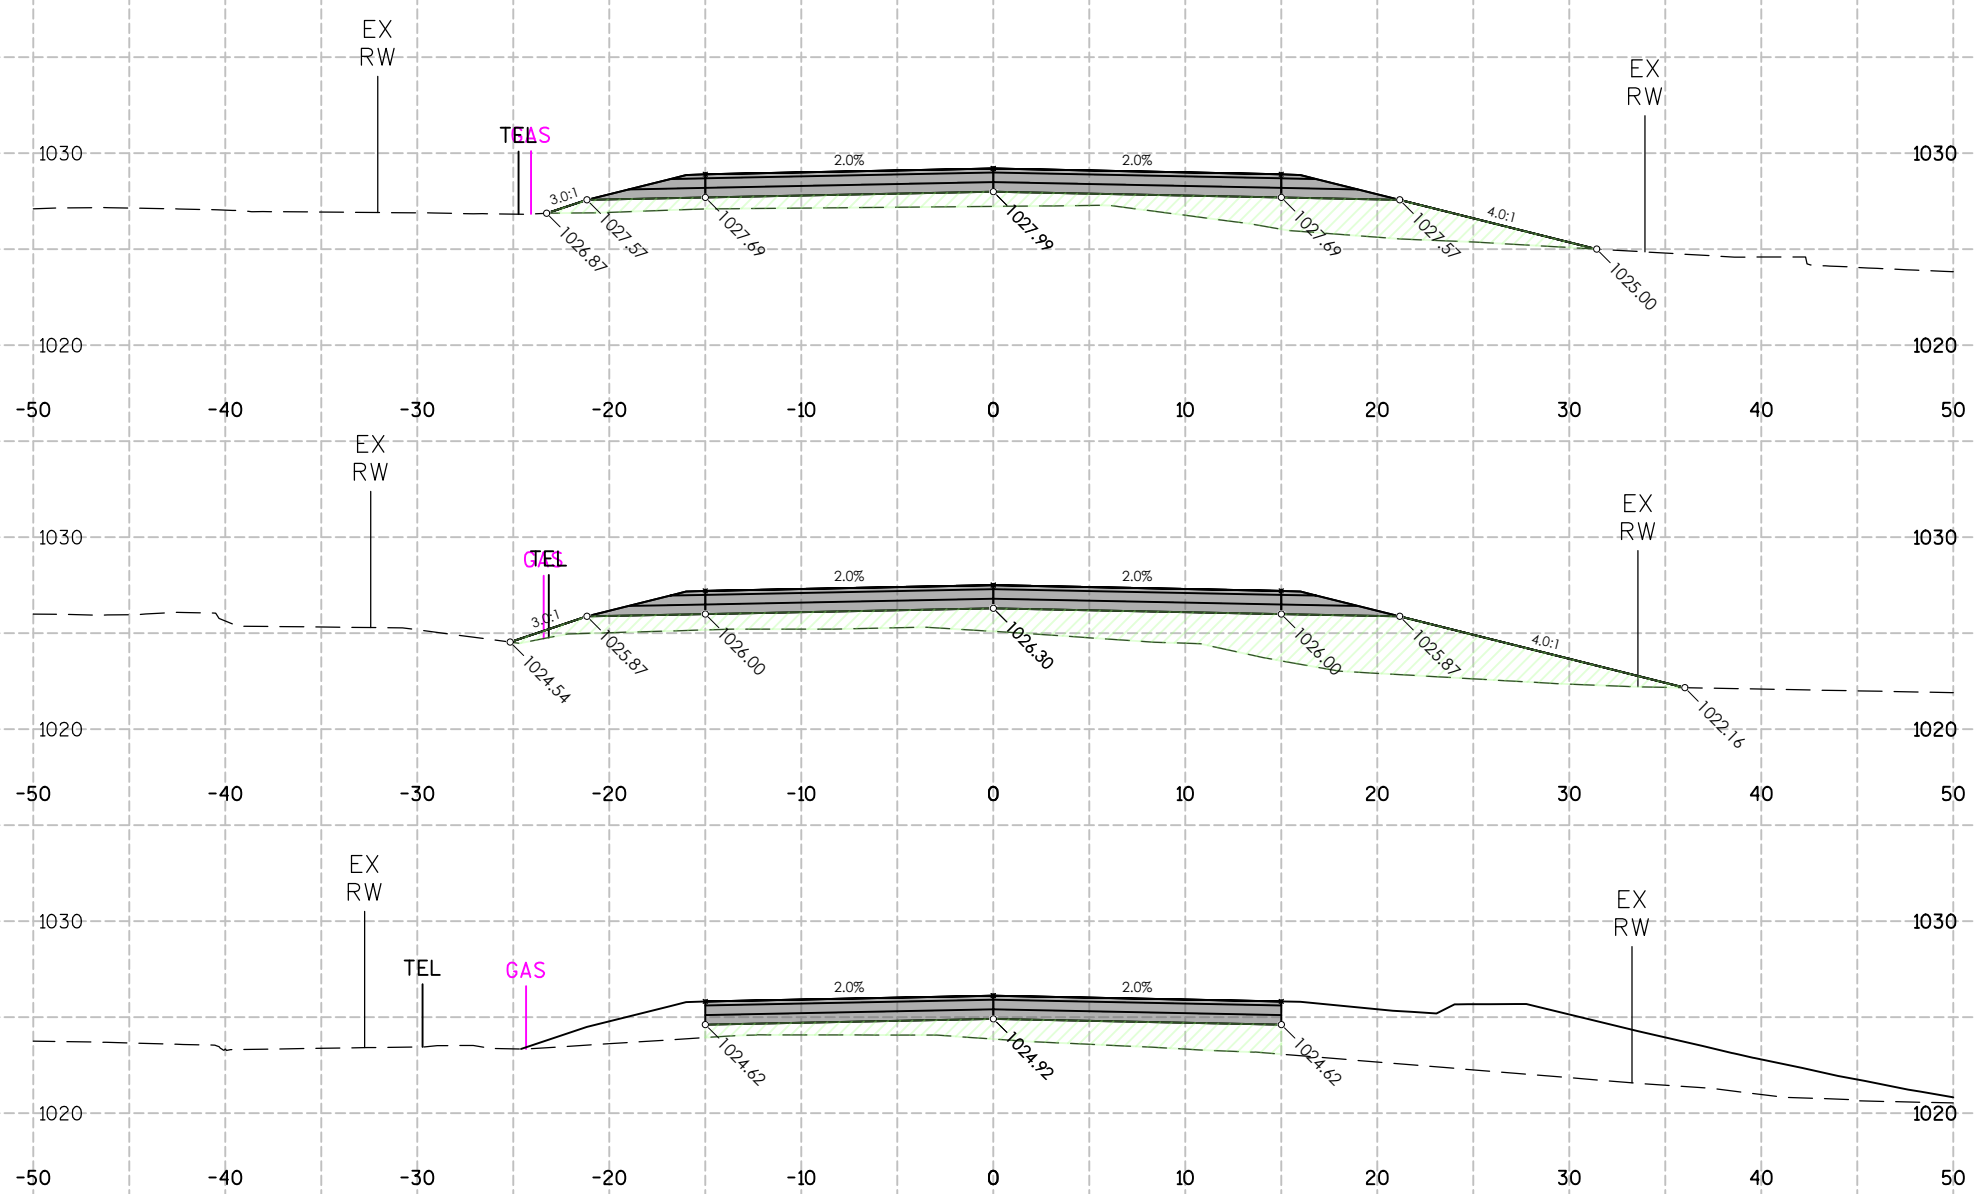 EX
RW
EX
RW
TEL GAS
1030 2.0% 2.0% 1030
3.0:1 4.0:1
1026.87 1027.57 1027.69 1027.99 1027.69 1027.57 1025.00
1020 1020
-50 -40 -30 -20 -10 0 10 20 30 40 50
EX
RW
EX
RW
1030 1030
GAS TEL
2.0% 2.0%
3.0:1 4.0:1
1024.54 1025.87 1026.00 1026.30 1026.00 1025.87 1022.16
1020 1020
-50 -40 -30 -20 -10 0 10 20 30 40 50
EX
RW
EX
RW
1030 1030
TEL GAS
2.0% 2.0%
1024.62 1024.92 1024.62
1020 1020
-50 -40 -30 -20 -10 0 10 20 30 40 50